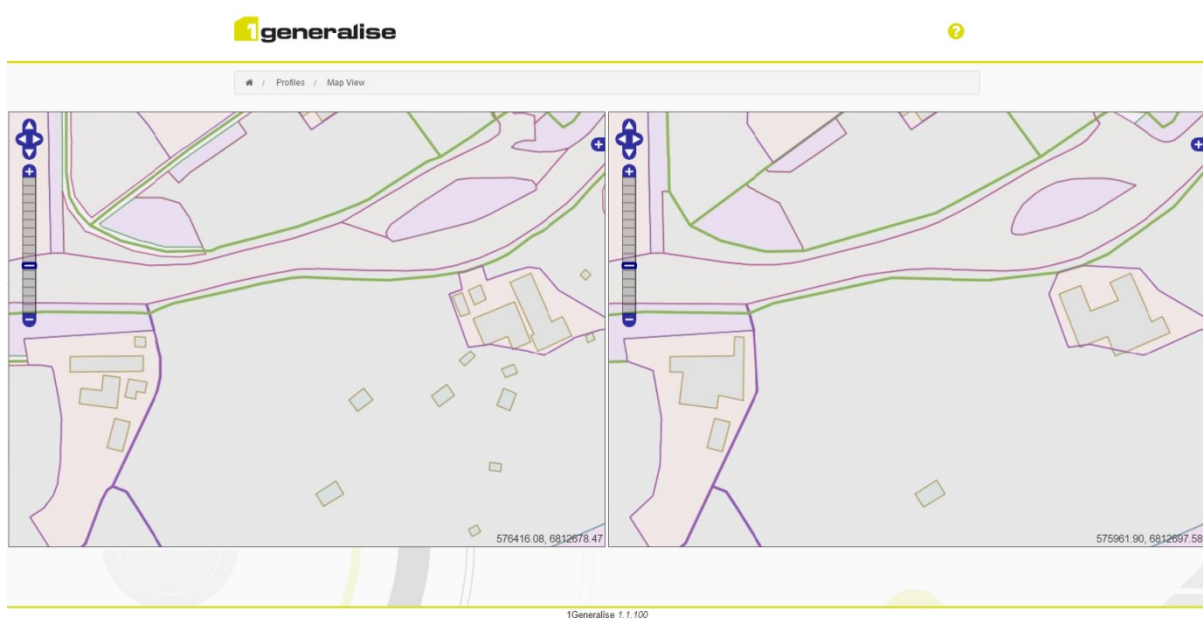 1generalise
?
/ Profiles / Map View
576416.08, 6812678.47
575961.90, 6812697.58
1Generalise 1.1.100